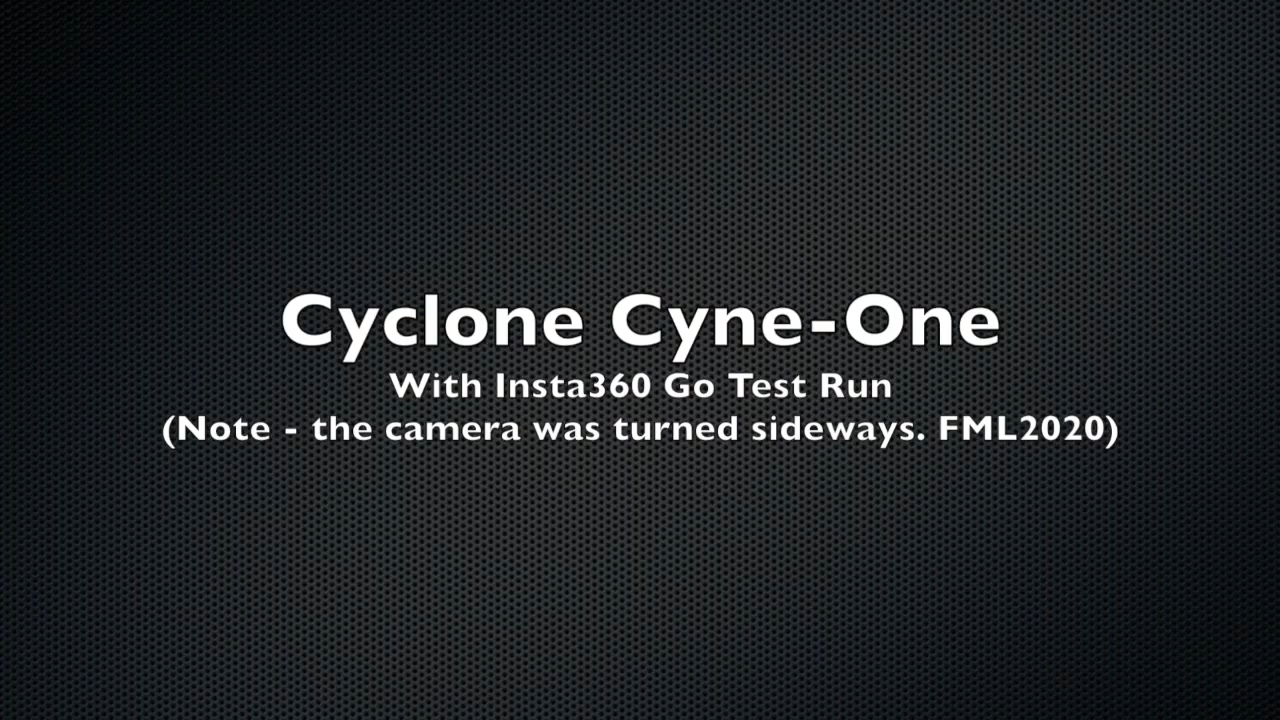 Cyclone Cyne-One
With Insta360 Go Test Run
(Note - the camera was turned sideways. FML2020)